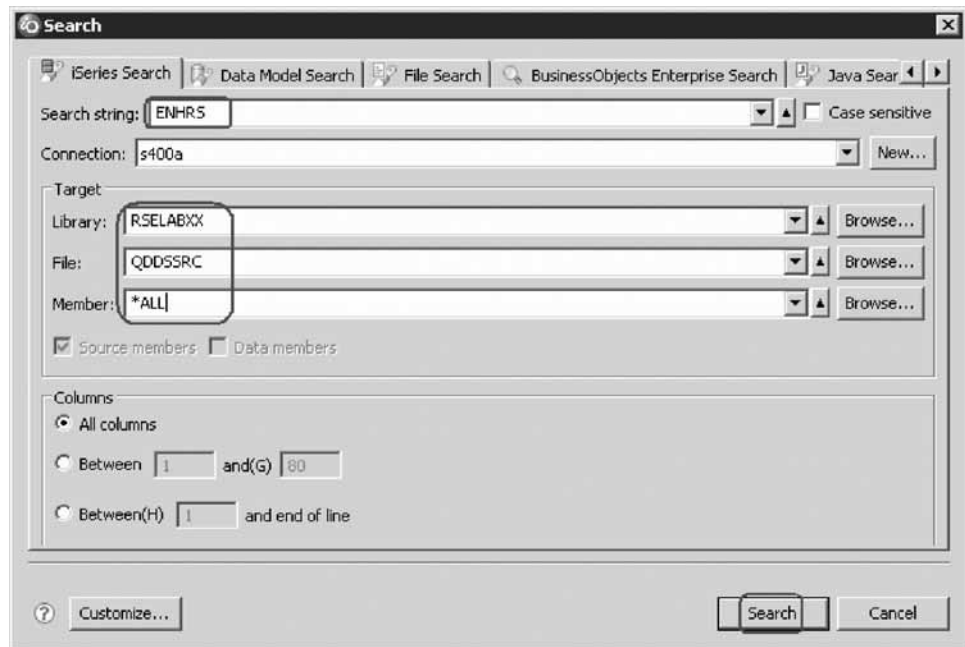 Search
iSeries Search Data Model Search File Search BusinessObjects Enterprise Search Java Sear
Search string: ENHRS Case sensitive
Connection: s400a New...
Target
Library: RSELABXX Browse...
File: QDDSSRC Browse...
Member: *ALL Browse...
Source members Data members
Columns
All columns
Between 1 and(G) 80
Between(H) 1 and end of line
? Customize... Search Cancel